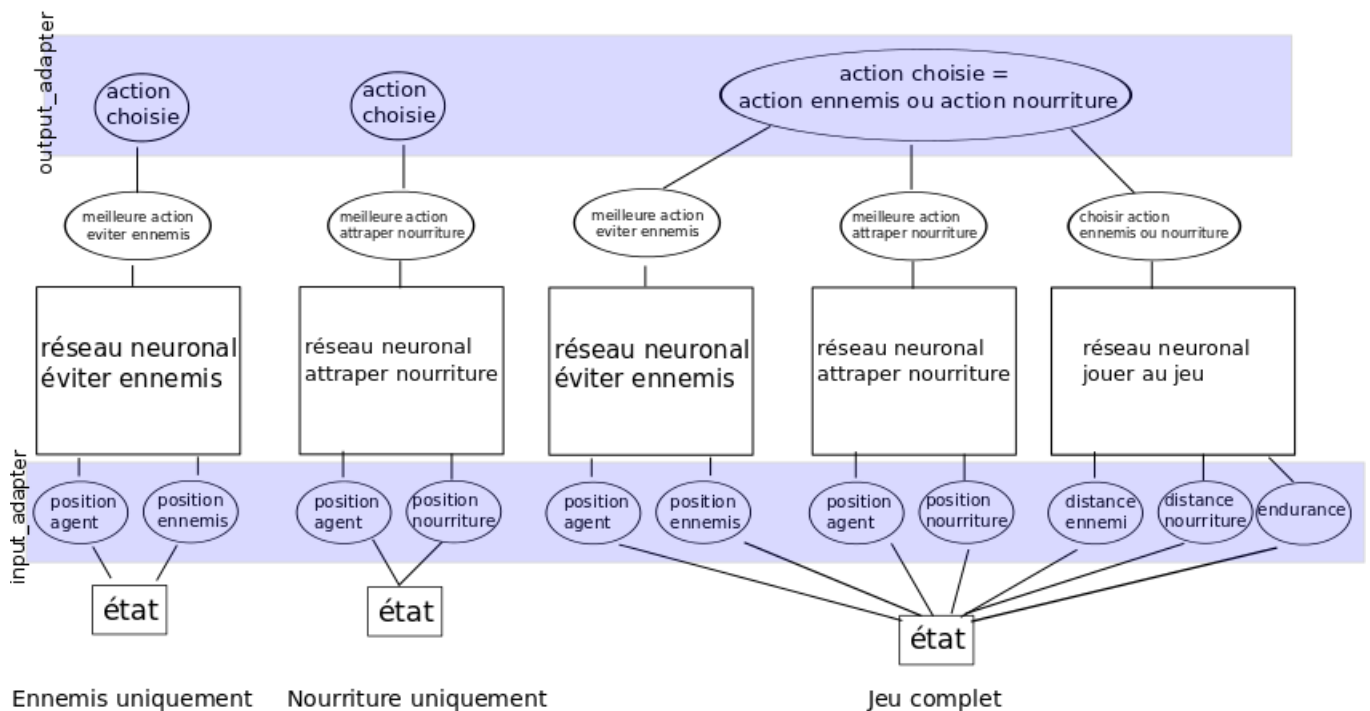 output_adapter
action
choisie
action
choisie
action choisie =
action ennemis ou action nourriture
meilleure action
eviter ennemis
meilleure action
attraper nourriture
meilleure action
eviter ennemis
meilleure action
attraper nourriture
choisir action
ennemis ou nourriture
réseau neuronal
éviter ennemis
réseau neuronal
attraper nourriture
réseau neuronal
éviter ennemis
réseau neuronal
attraper nourriture
réseau neuronal
jouer au jeu
input_adapter
position
agent
position
ennemis
position
agent
position
nourriture
position
agent
position
ennemis
position
agent
position
nourriture
distance
ennemi
distance
nourriture
endurance
état
état
état
Ennemis uniquement
Nourriture uniquement
Jeu complet